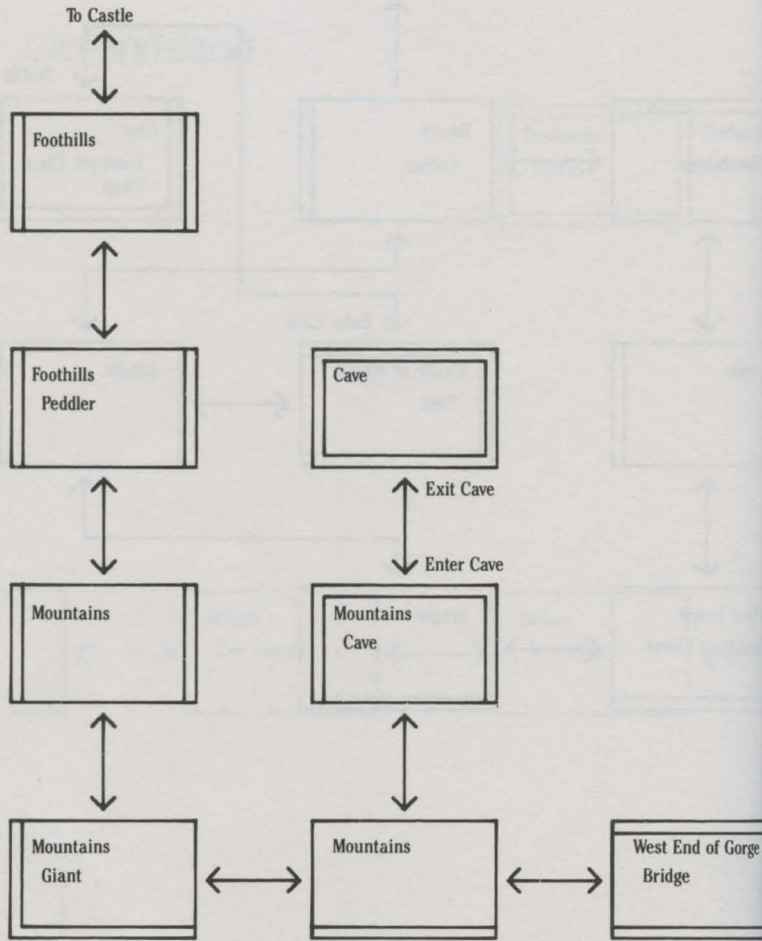 To Castle
Foothills
Foothills
Peddler
Cave
Exit Cave
Enter Cave
Mountains
Mountains
Cave
Mountains
Giant
Mountains
West End of Gorge
Bridge